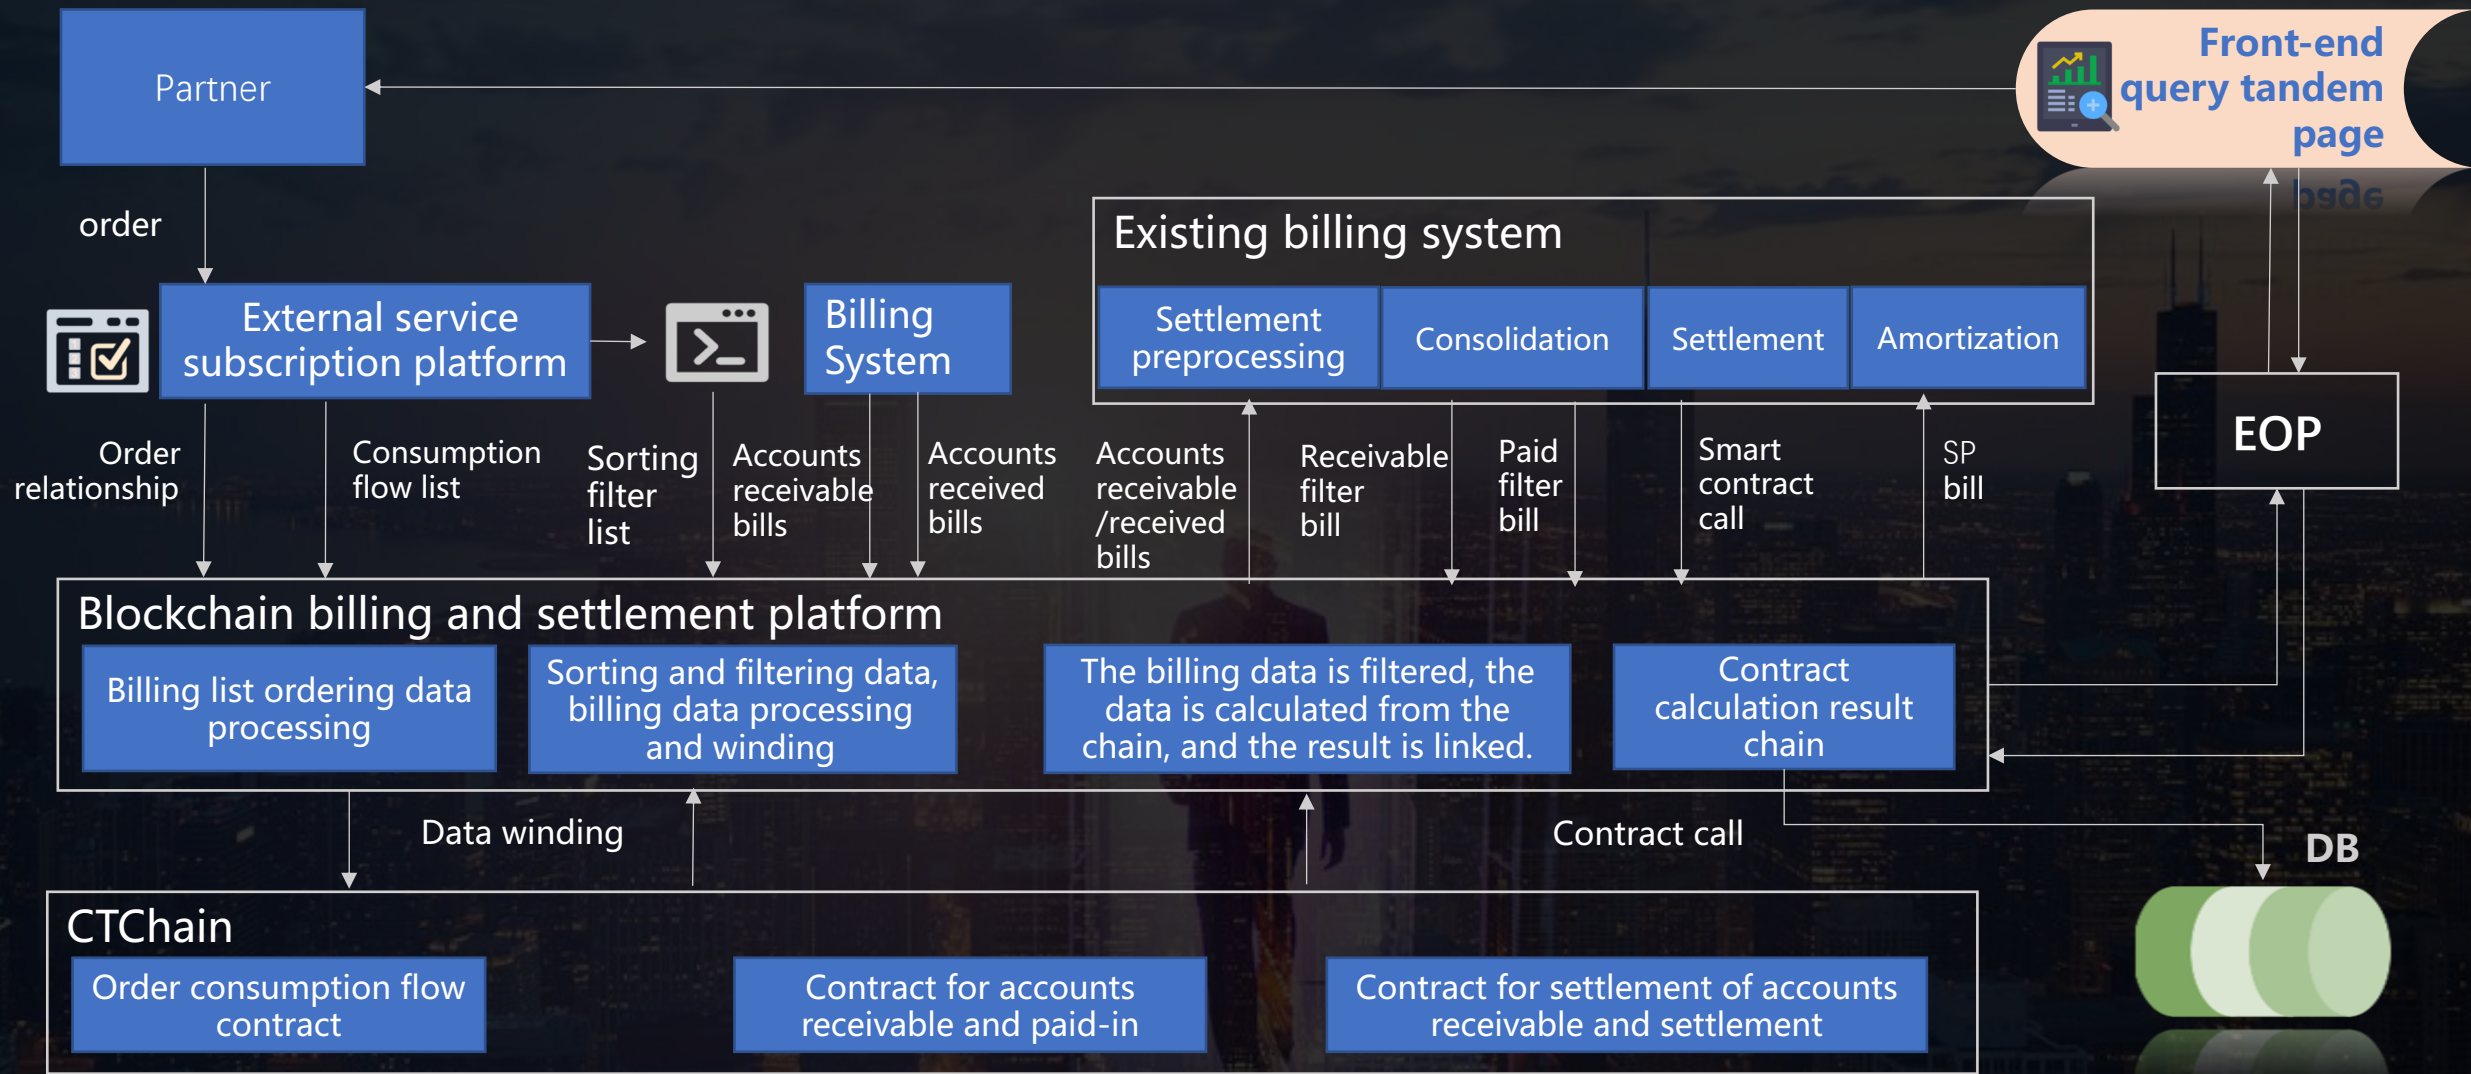 Partner
Front-end
query tandem
page
order
Existing billing system
External service
subscription platform
Billing
System
Settlement
preprocessing
Consolidation
Settlement
Amortization
EOP
Order
relationship
Consumption
flow list
Sorting
filter
list
Accounts
receivable
bills
Accounts
received
bills
Accounts
receivable
/received
bills
Receivable
filter
bill
Paid
filter
bill
Smart
contract
call
SP
bill
Blockchain billing and settlement platform
Billing list ordering data
processing
Sorting and filtering data,
billing data processing
and winding
The billing data is filtered, the
data is calculated from the
chain, and the result is linked.
Contract
calculation result
chain
Data winding
Contract call
DB
CTChain
Order consumption flow
contract
Contract for accounts
receivable and paid-in
Contract for settlement of accounts
receivable and settlement